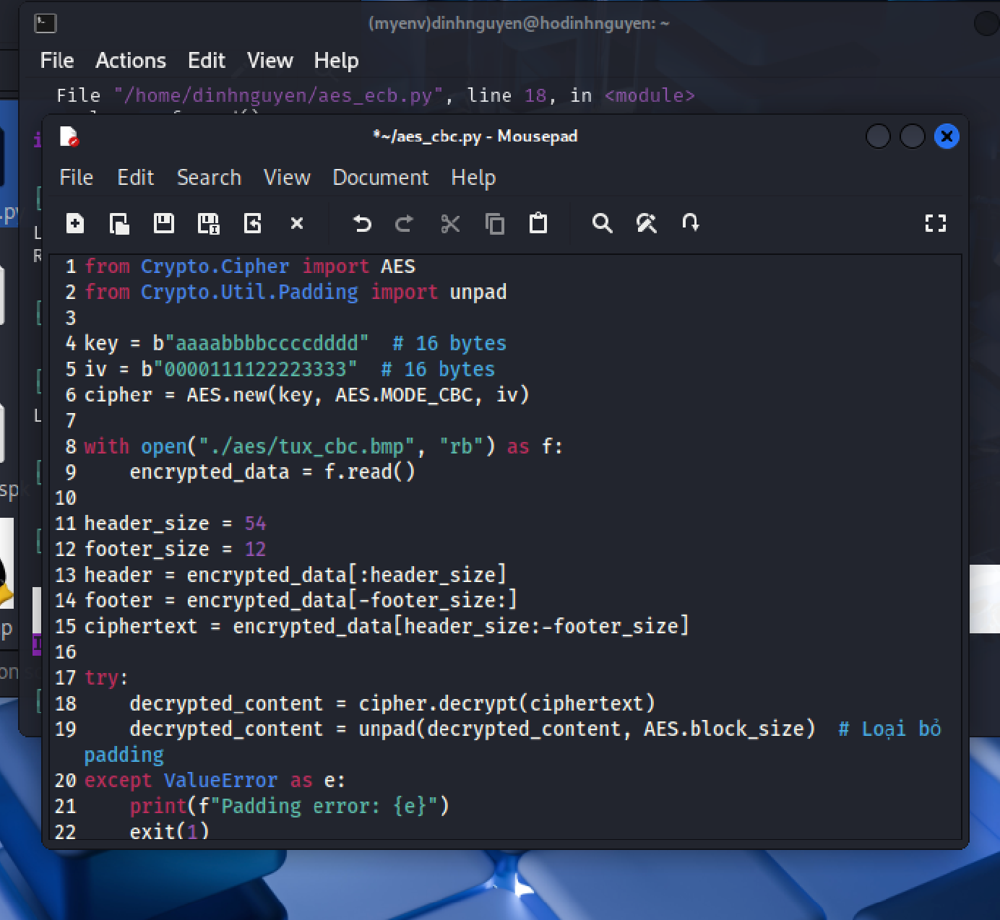 (myenv)dinhnguyen@hodinhnguyen: ~
File Actions Edit View Help
File "/home/dinhnguyen/aes_ecb.py", line 18, in <module>
*~/aes_cbc.py - Mousepad
File Edit Search View Document Help
1 from Crypto.Cipher import AES
2 from Crypto.Util.Padding import unpad
3
4 key = b"aaaabbbbccccdddd"  # 16 bytes
5 iv = b"0000111122223333"  # 16 bytes
6 cipher = AES.new(key, AES.MODE_CBC, iv)
7
8 with open("./aes/tux_cbc.bmp", "rb") as f:
9     encrypted_data = f.read()
10
11 header_size = 54
12 footer_size = 12
13 header = encrypted_data[:header_size]
14 footer = encrypted_data[-footer_size:]
15 ciphertext = encrypted_data[header_size:-footer_size]
16
17 try:
18     decrypted_content = cipher.decrypt(ciphertext)
19     decrypted_content = unpad(decrypted_content, AES.block_size)  # Loại bỏ
padding
20 except ValueError as e:
21     print(f"Padding error: {e}")
22     exit(1)